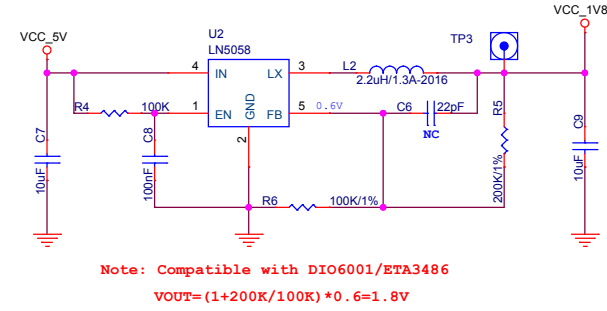 VCC_1V8
VCC_5V
U2
LN5058
TP3
4 IN LX 3 L2
2.2uH/1.3A-2016
R4 100K 1 EN GND FB 5 0.6V C6 22pF R5
NC
C7 C8 C9
2
10uF 100nF 200K/1% 10uF
R6 100K/1%
Note: Compatible with DIO6001/ETA3486
VOUT=(1+200K/100K)*0.6=1.8V